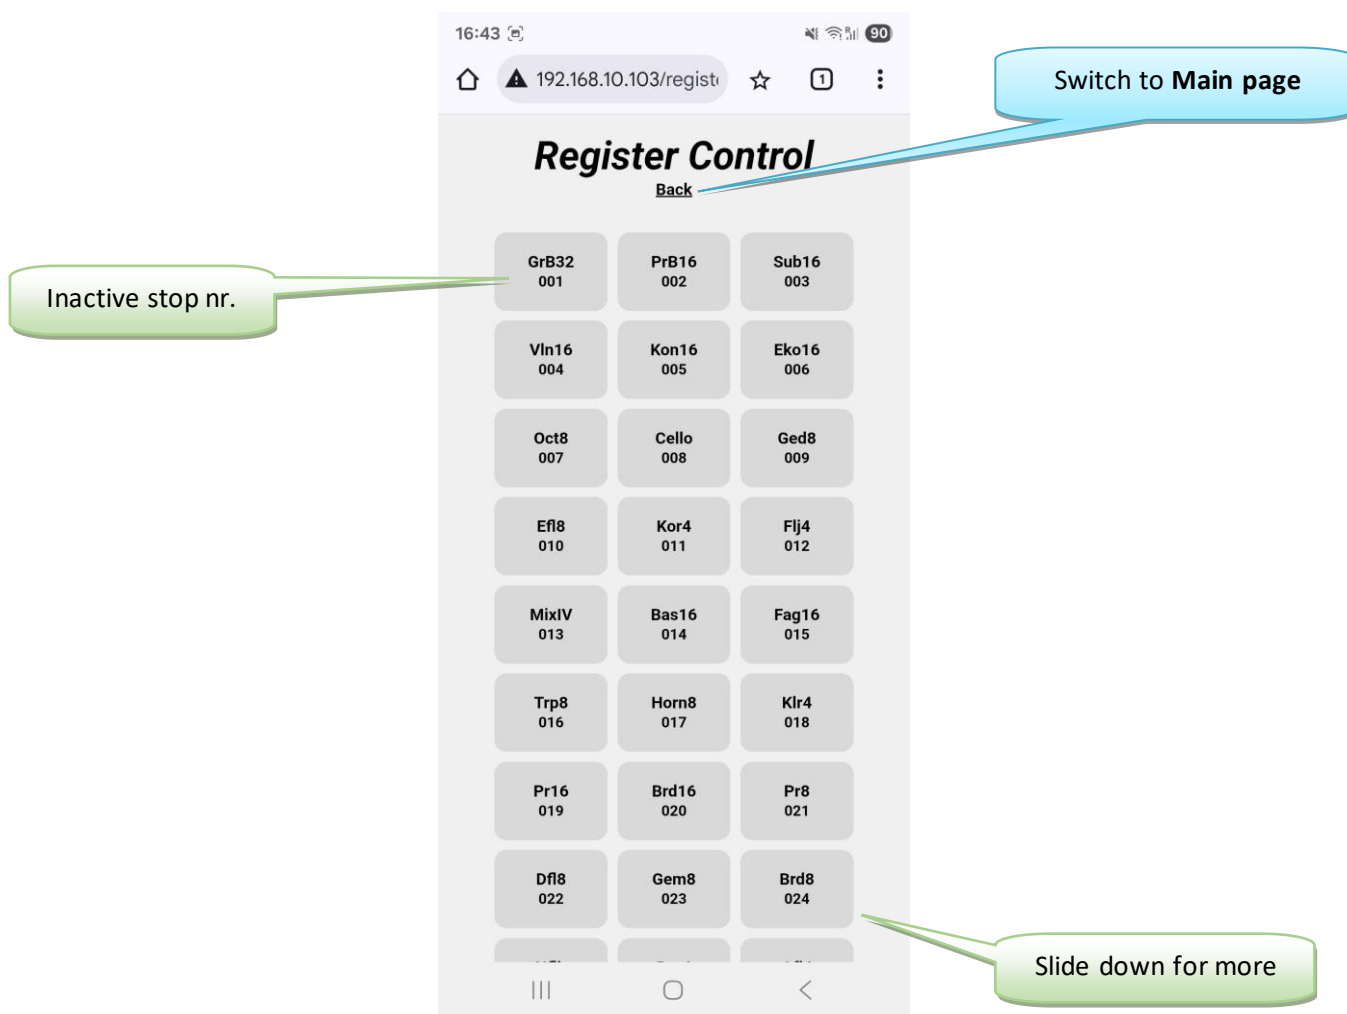 16:43
90
192.168.10.103/registe
1
Switch to Main page
Register Control
Back
Inactive stop nr.
GrB32 PrB16 Sub16
001 002 003
Vln16 Kon16 Eko16
004 005 006
Oct8 Cello Ged8
007 008 009
Efl8 Kor4 Flj4
010 011 012
MixIV Bas16 Fag16
013 014 015
Trp8 Horn8 Klr4
016 017 018
Pr16 Brd16 Pr8
019 020 021
Dfl8 Gem8 Brd8
022 023 024
Slide down for more